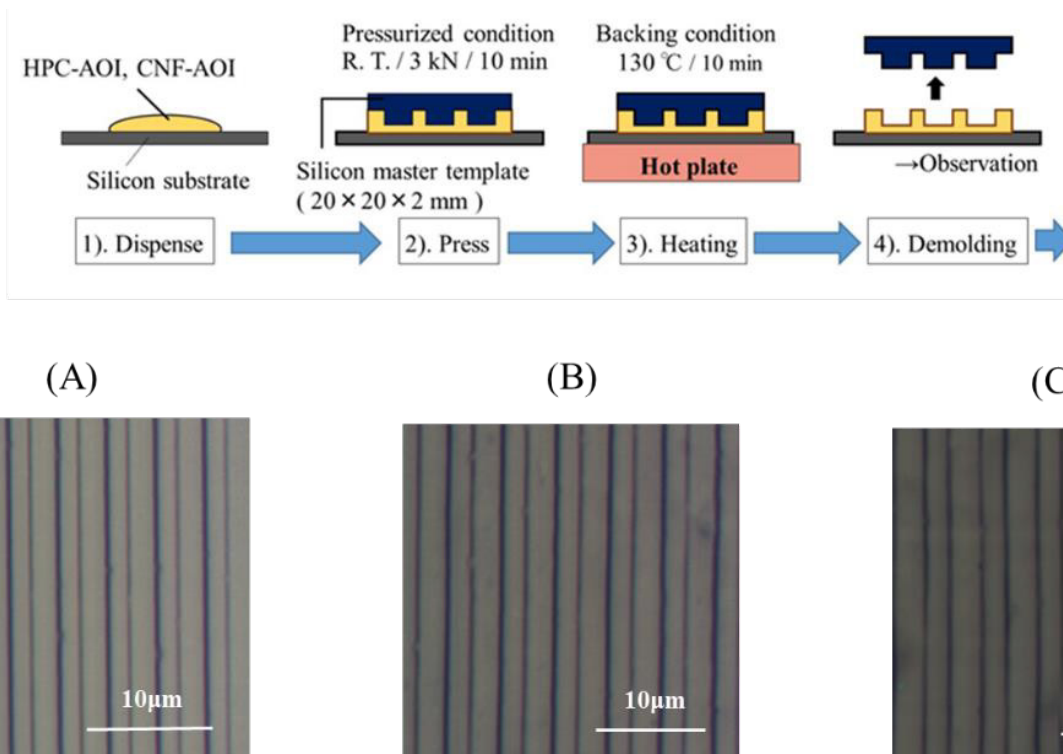 HPC-AOI, CNF-AOI
Silicon substrate
Pressurized condition
R. T. / 3 kN / 10 min
Silicon master template
( 20 × 20 × 2 mm )
Backing condition
130 ℃ / 10 min
Hot plate
→Observation
1). Dispense
2). Press
3). Heating
4). Demolding
(A)
(B)
(C
10μm
10μm